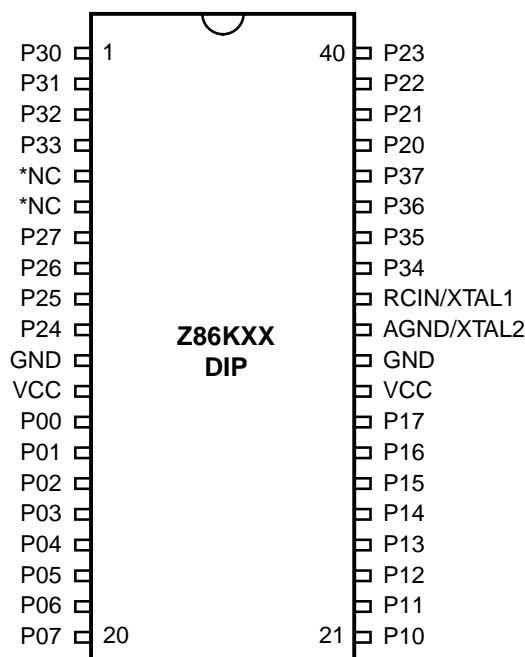 P30 1 40 P23
P31 P22
P32 P21
P33 P20
*NC P37
*NC P36
P27 P35
P26 P34
P25 RCIN/XTAL1
P24 AGND/XTAL2
Z86KXX
DIP
GND GND
VCC VCC
P00 P17
P01 P16
P02 P15
P03 P14
P04 P13
P05 P12
P06 P11
P07 20 21 P10